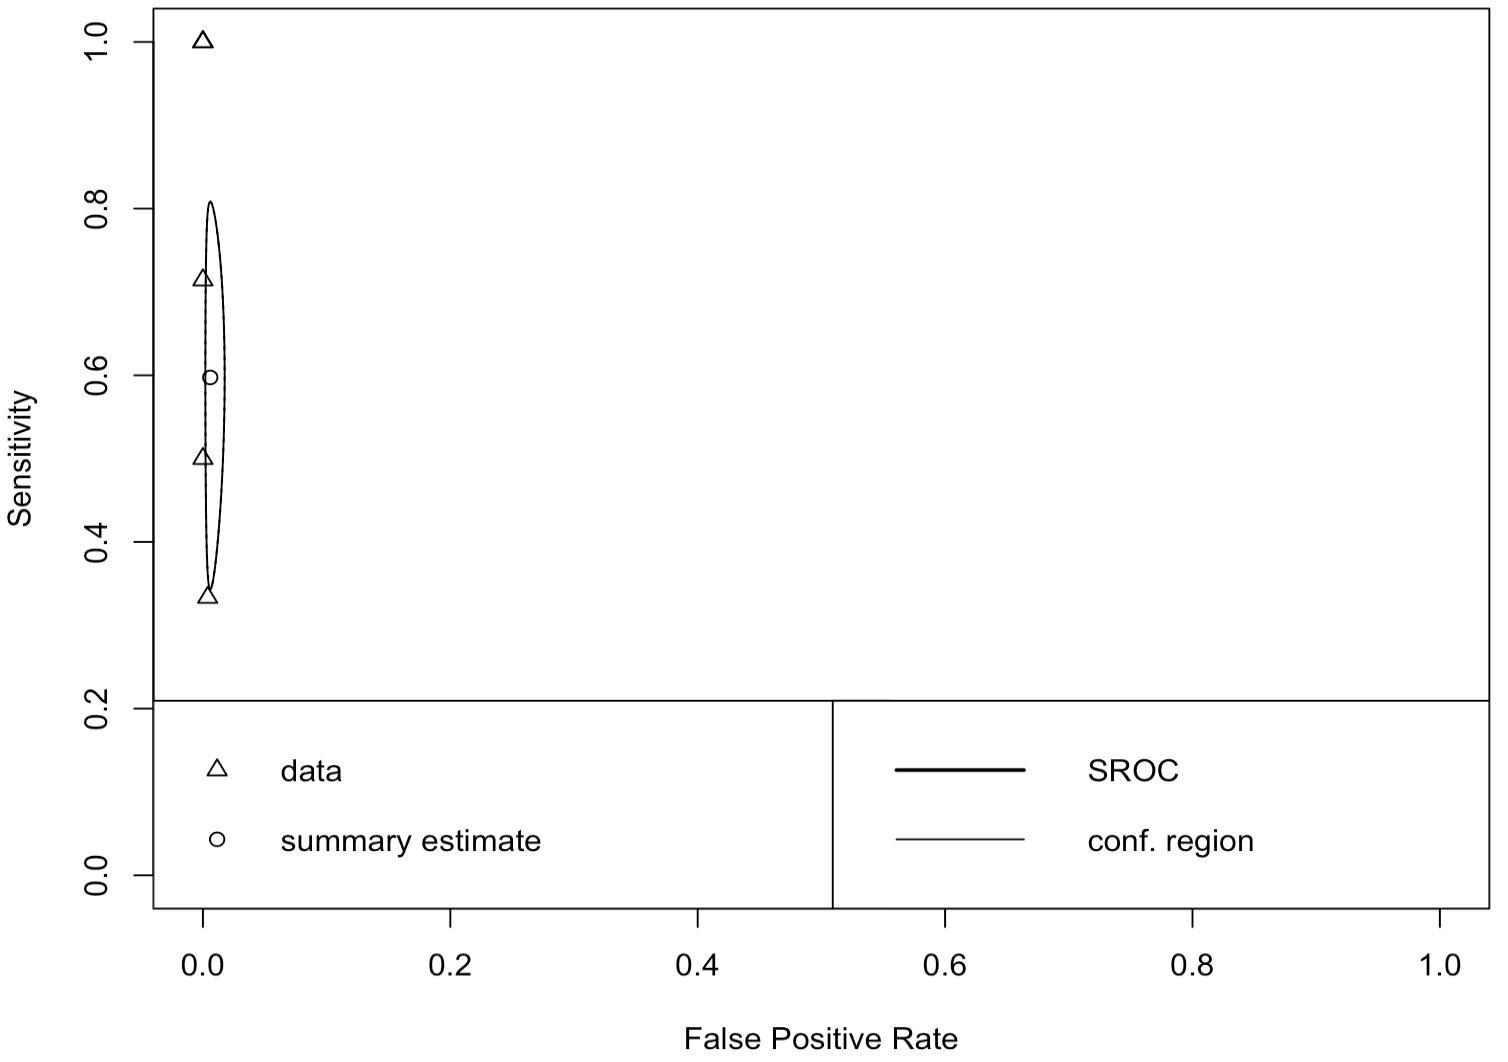 1.0
0.8
0.6
0.4
0.2
0.0
Sensitivity
data
summary estimate
SROC
conf. region
0.0 0.2 0.4 0.6 0.8 1.0
False Positive Rate